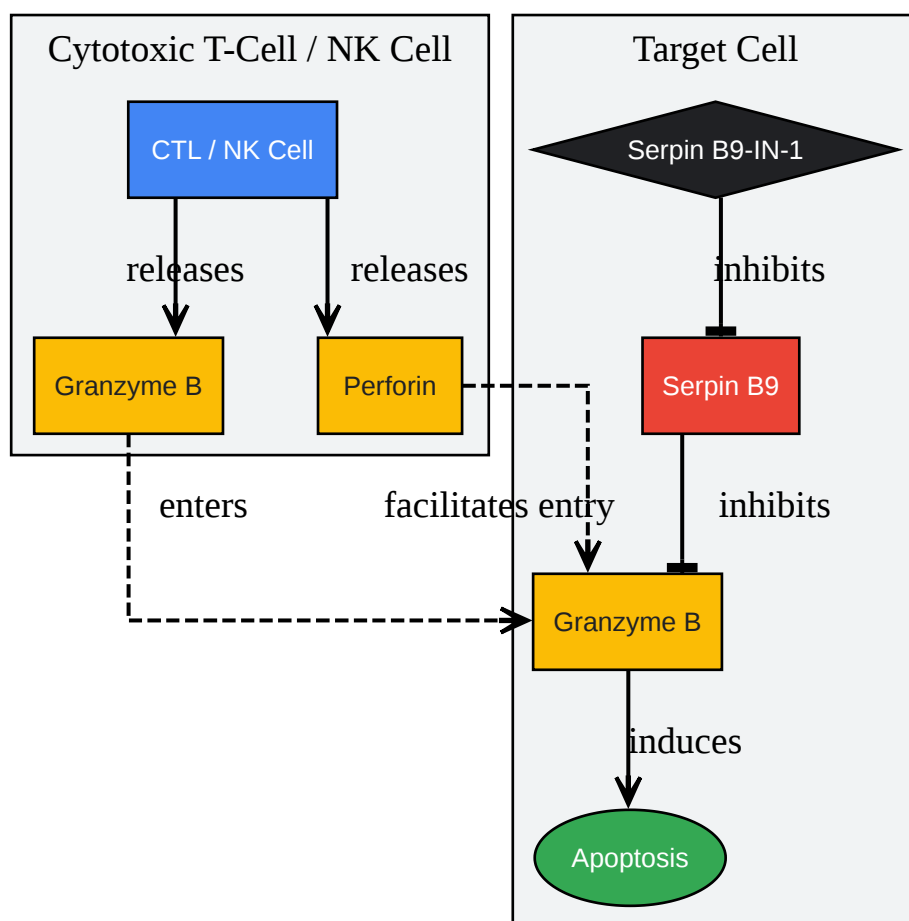 Cytotoxic T-Cell / NK Cell
Target Cell
CTL / NK Cell
Serpin B9-IN-1
releases
releases
inhibits
Granzyme B
Perforin
Serpin B9
enters
facilitates entry
inhibits
Granzyme B
induces
Apoptosis